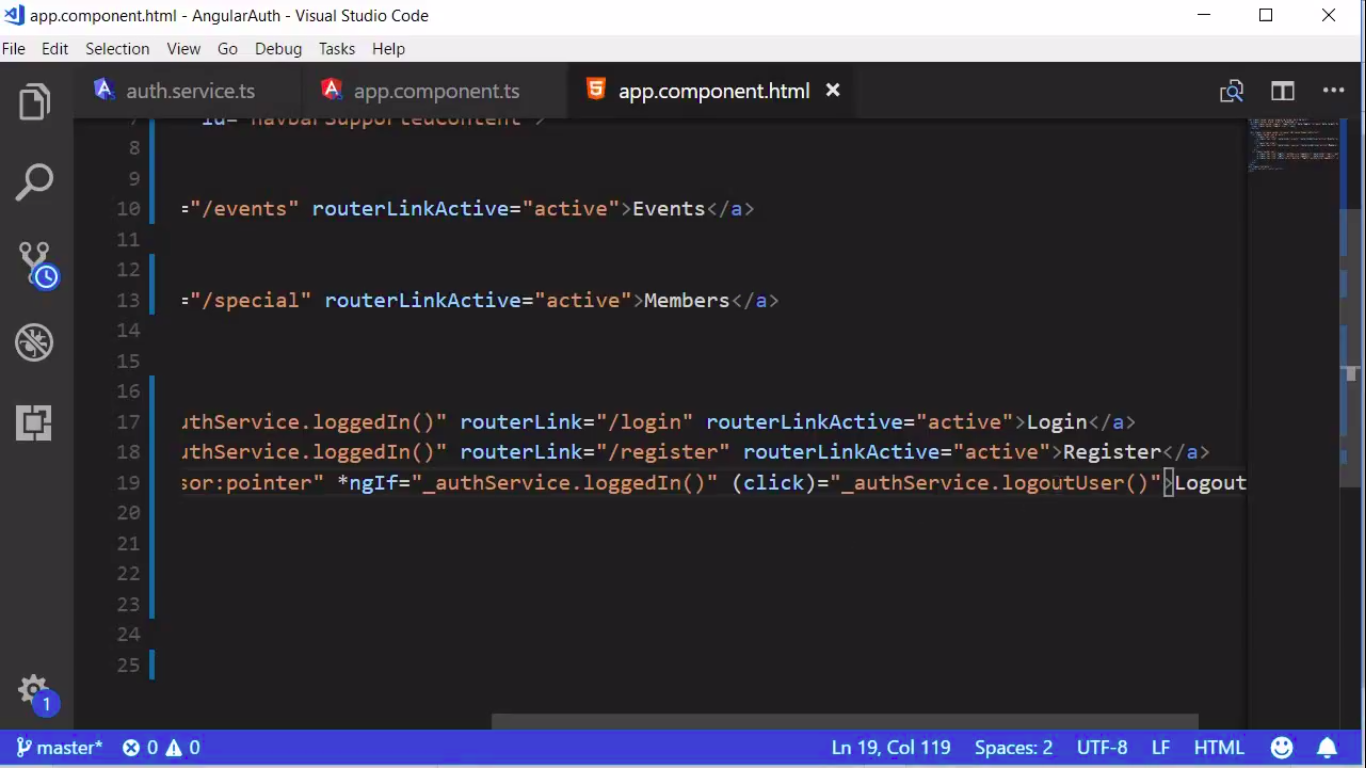 app.component.html - AngularAuth - Visual Studio Code
File Edit Selection View Go Debug Tasks Help
auth.service.ts app.component.ts app.component.html
7 id="navbarSupportedContent">
8
9
10 ="/events" routerLinkActive="active">Events</a>
11
12
13 ="/special" routerLinkActive="active">Members</a>
14
15
16
17 uthService.loggedIn()" routerLink="/login" routerLinkActive="active">Login</a>
18 uthService.loggedIn()" routerLink="/register" routerLinkActive="active">Register</a>
19 sor:pointer" *ngIf="_authService.loggedIn()" (click)="_authService.logoutUser()">Logout
20
21
22
23
24
25
1
master* 0 0 Ln 19, Col 119 Spaces: 2 UTF-8 LF HTML